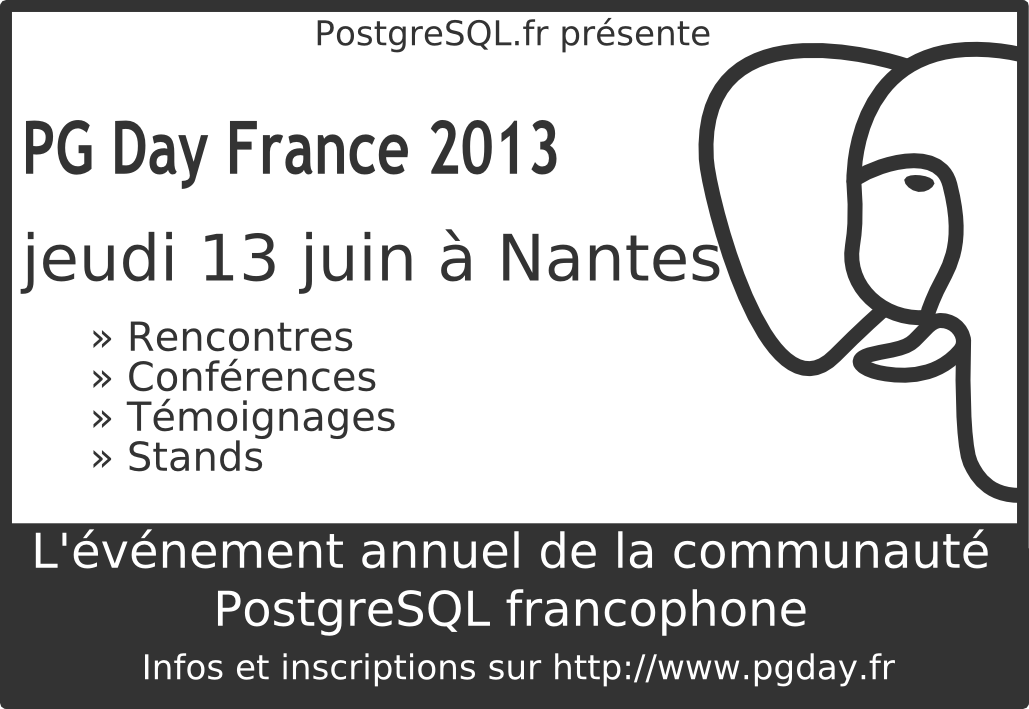 PostgreSQL.fr présente
PG Day France 2013
jeudi 13 juin à Nantes
» Rencontres
» Conférences
» Témoignages
» Stands
L'événement annuel de la communauté
PostgreSQL francophone
Infos et inscriptions sur http://www.pgday.fr